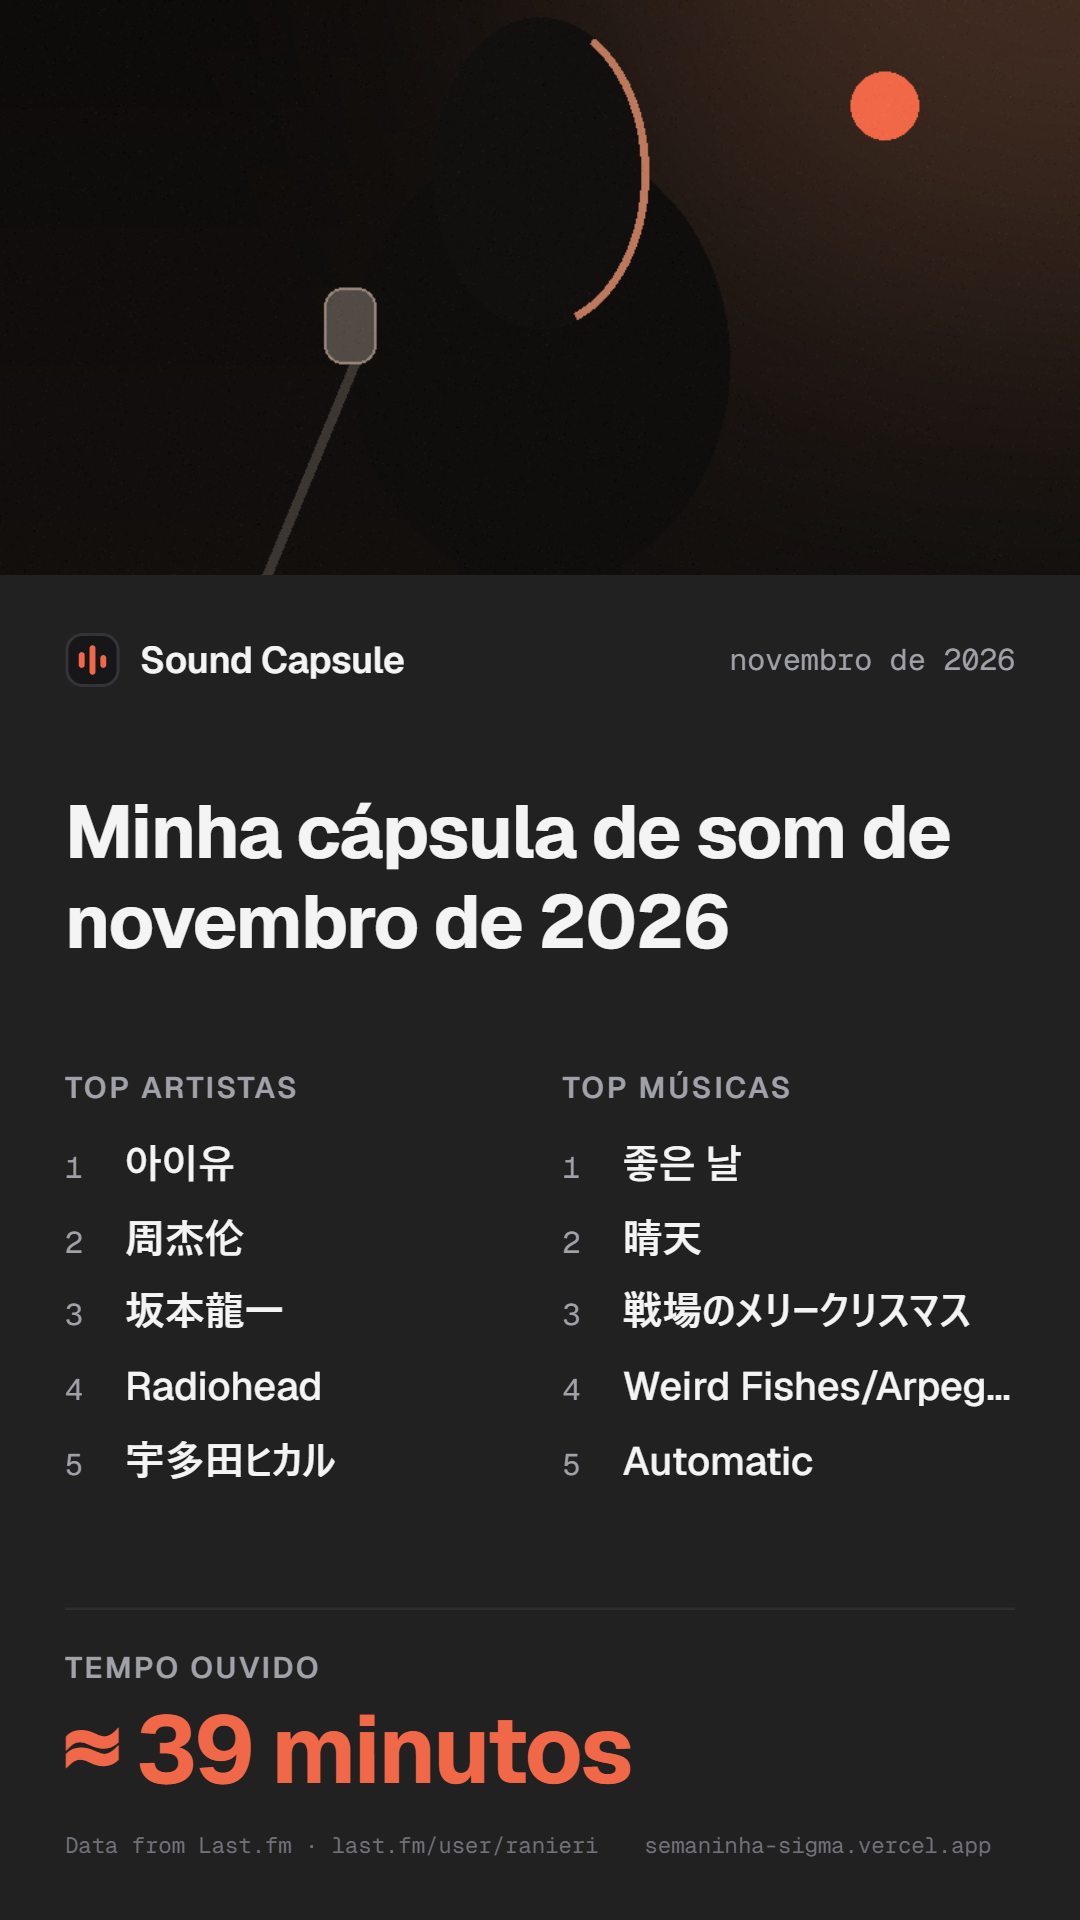 Sound Capsule
novembro de 2026
Minha cápsula de som de
novembro de 2026
TOP ARTISTAS
1 아이유
2 周杰伦
3 坂本龍一
4 Radiohead
5 宇多田ヒカル
TOP MÚSICAS
1 좋은 날
2 晴天
3 戦場のメリークリスマス
4 Weird Fishes/Arpeg...
5 Automatic
TEMPO OUVIDO
≈ 39 minutos
Data from Last.fm · last.fm/user/ranieri
semaninha-sigma.vercel.app